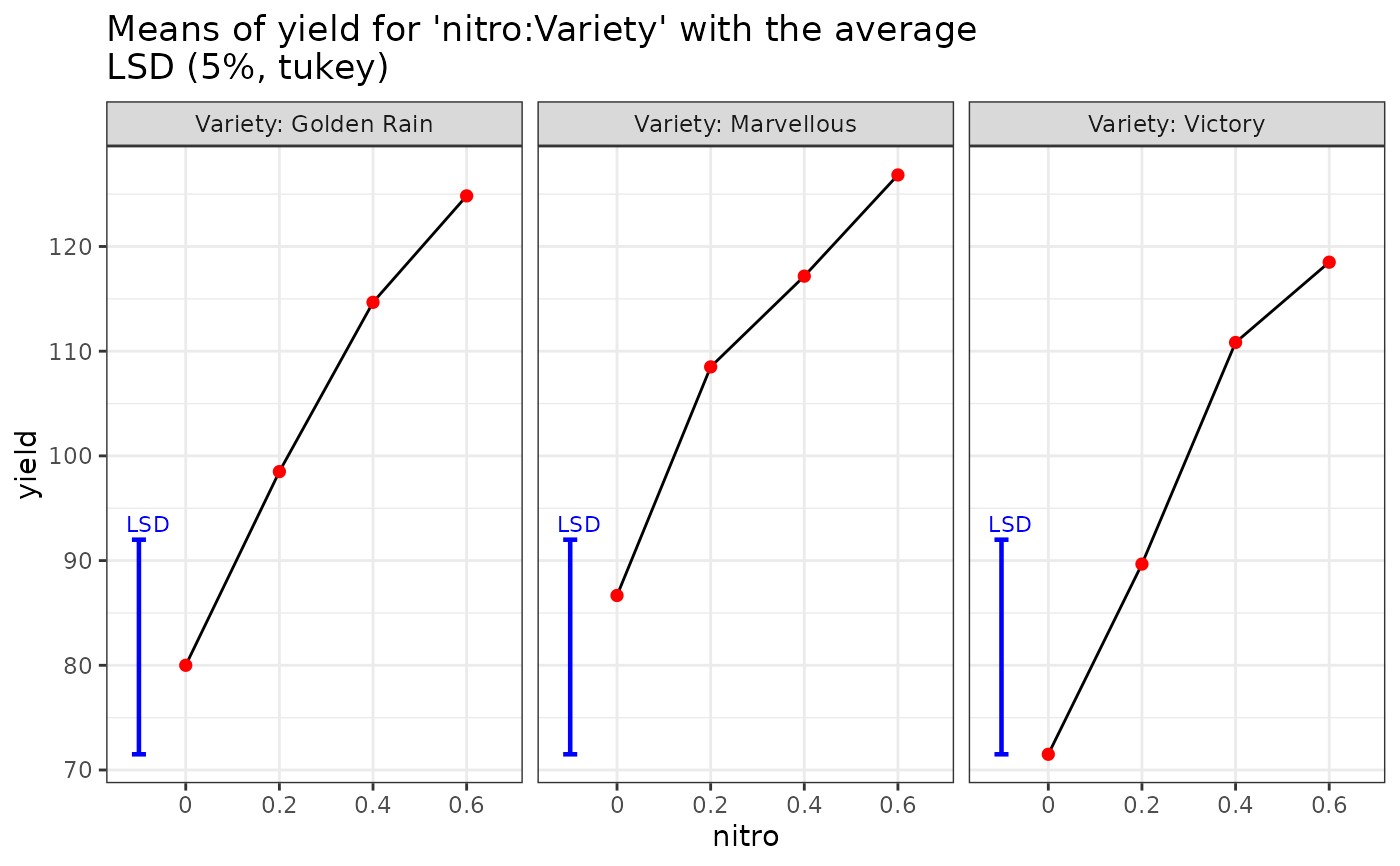 Means of yield for 'nitro:Variety' with the average
LSD (5%, tukey)
Variety: Golden Rain
Variety: Marvellous
Variety: Victory
120
110
100
90
80
70
yield
LSD
LSD
LSD
0 0.2 0.4 0.6
0 0.2 0.4 0.6
0 0.2 0.4 0.6
nitro